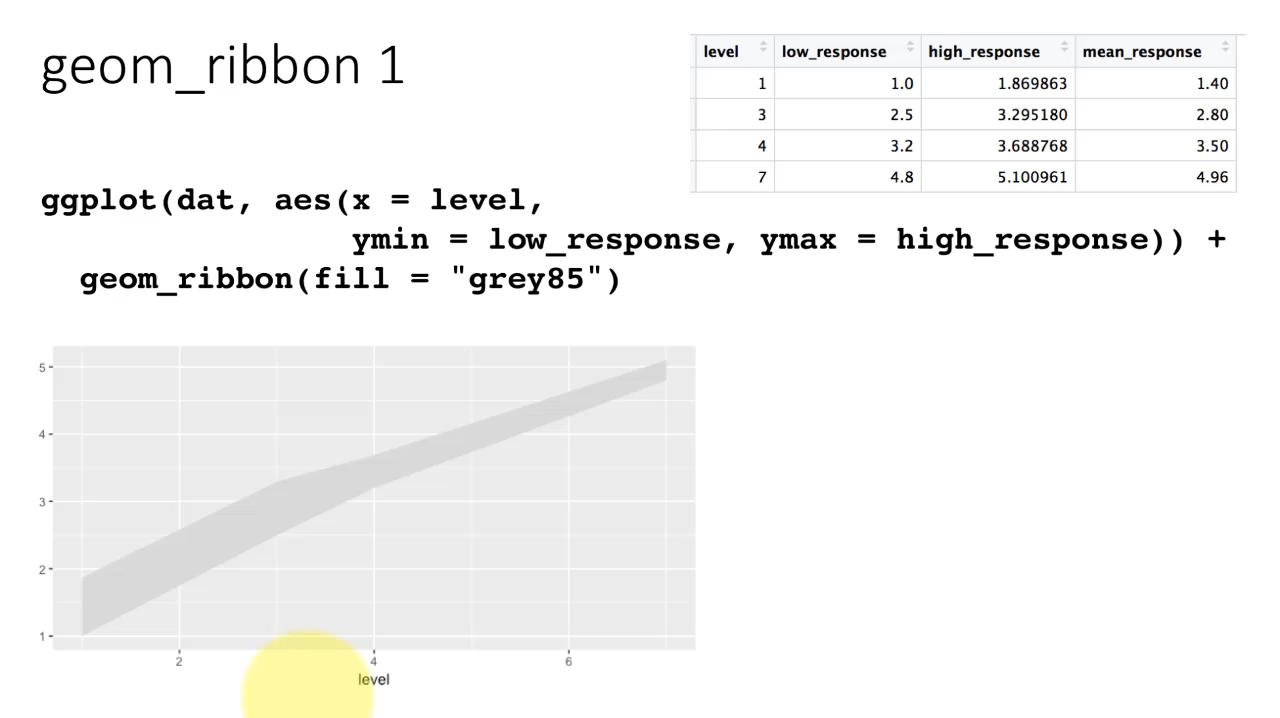 geom_ribbon 1
level low_response high_response mean_response
1 1.0 1.869863 1.40
3 2.5 3.295180 2.80
4 3.2 3.688768 3.50
7 4.8 5.100961 4.96
ggplot(dat, aes(x = level,
ymin = low_response, ymax = high_response)) +
geom_ribbon(fill = "grey85")
5
4
3
2
1
2 4 6
level